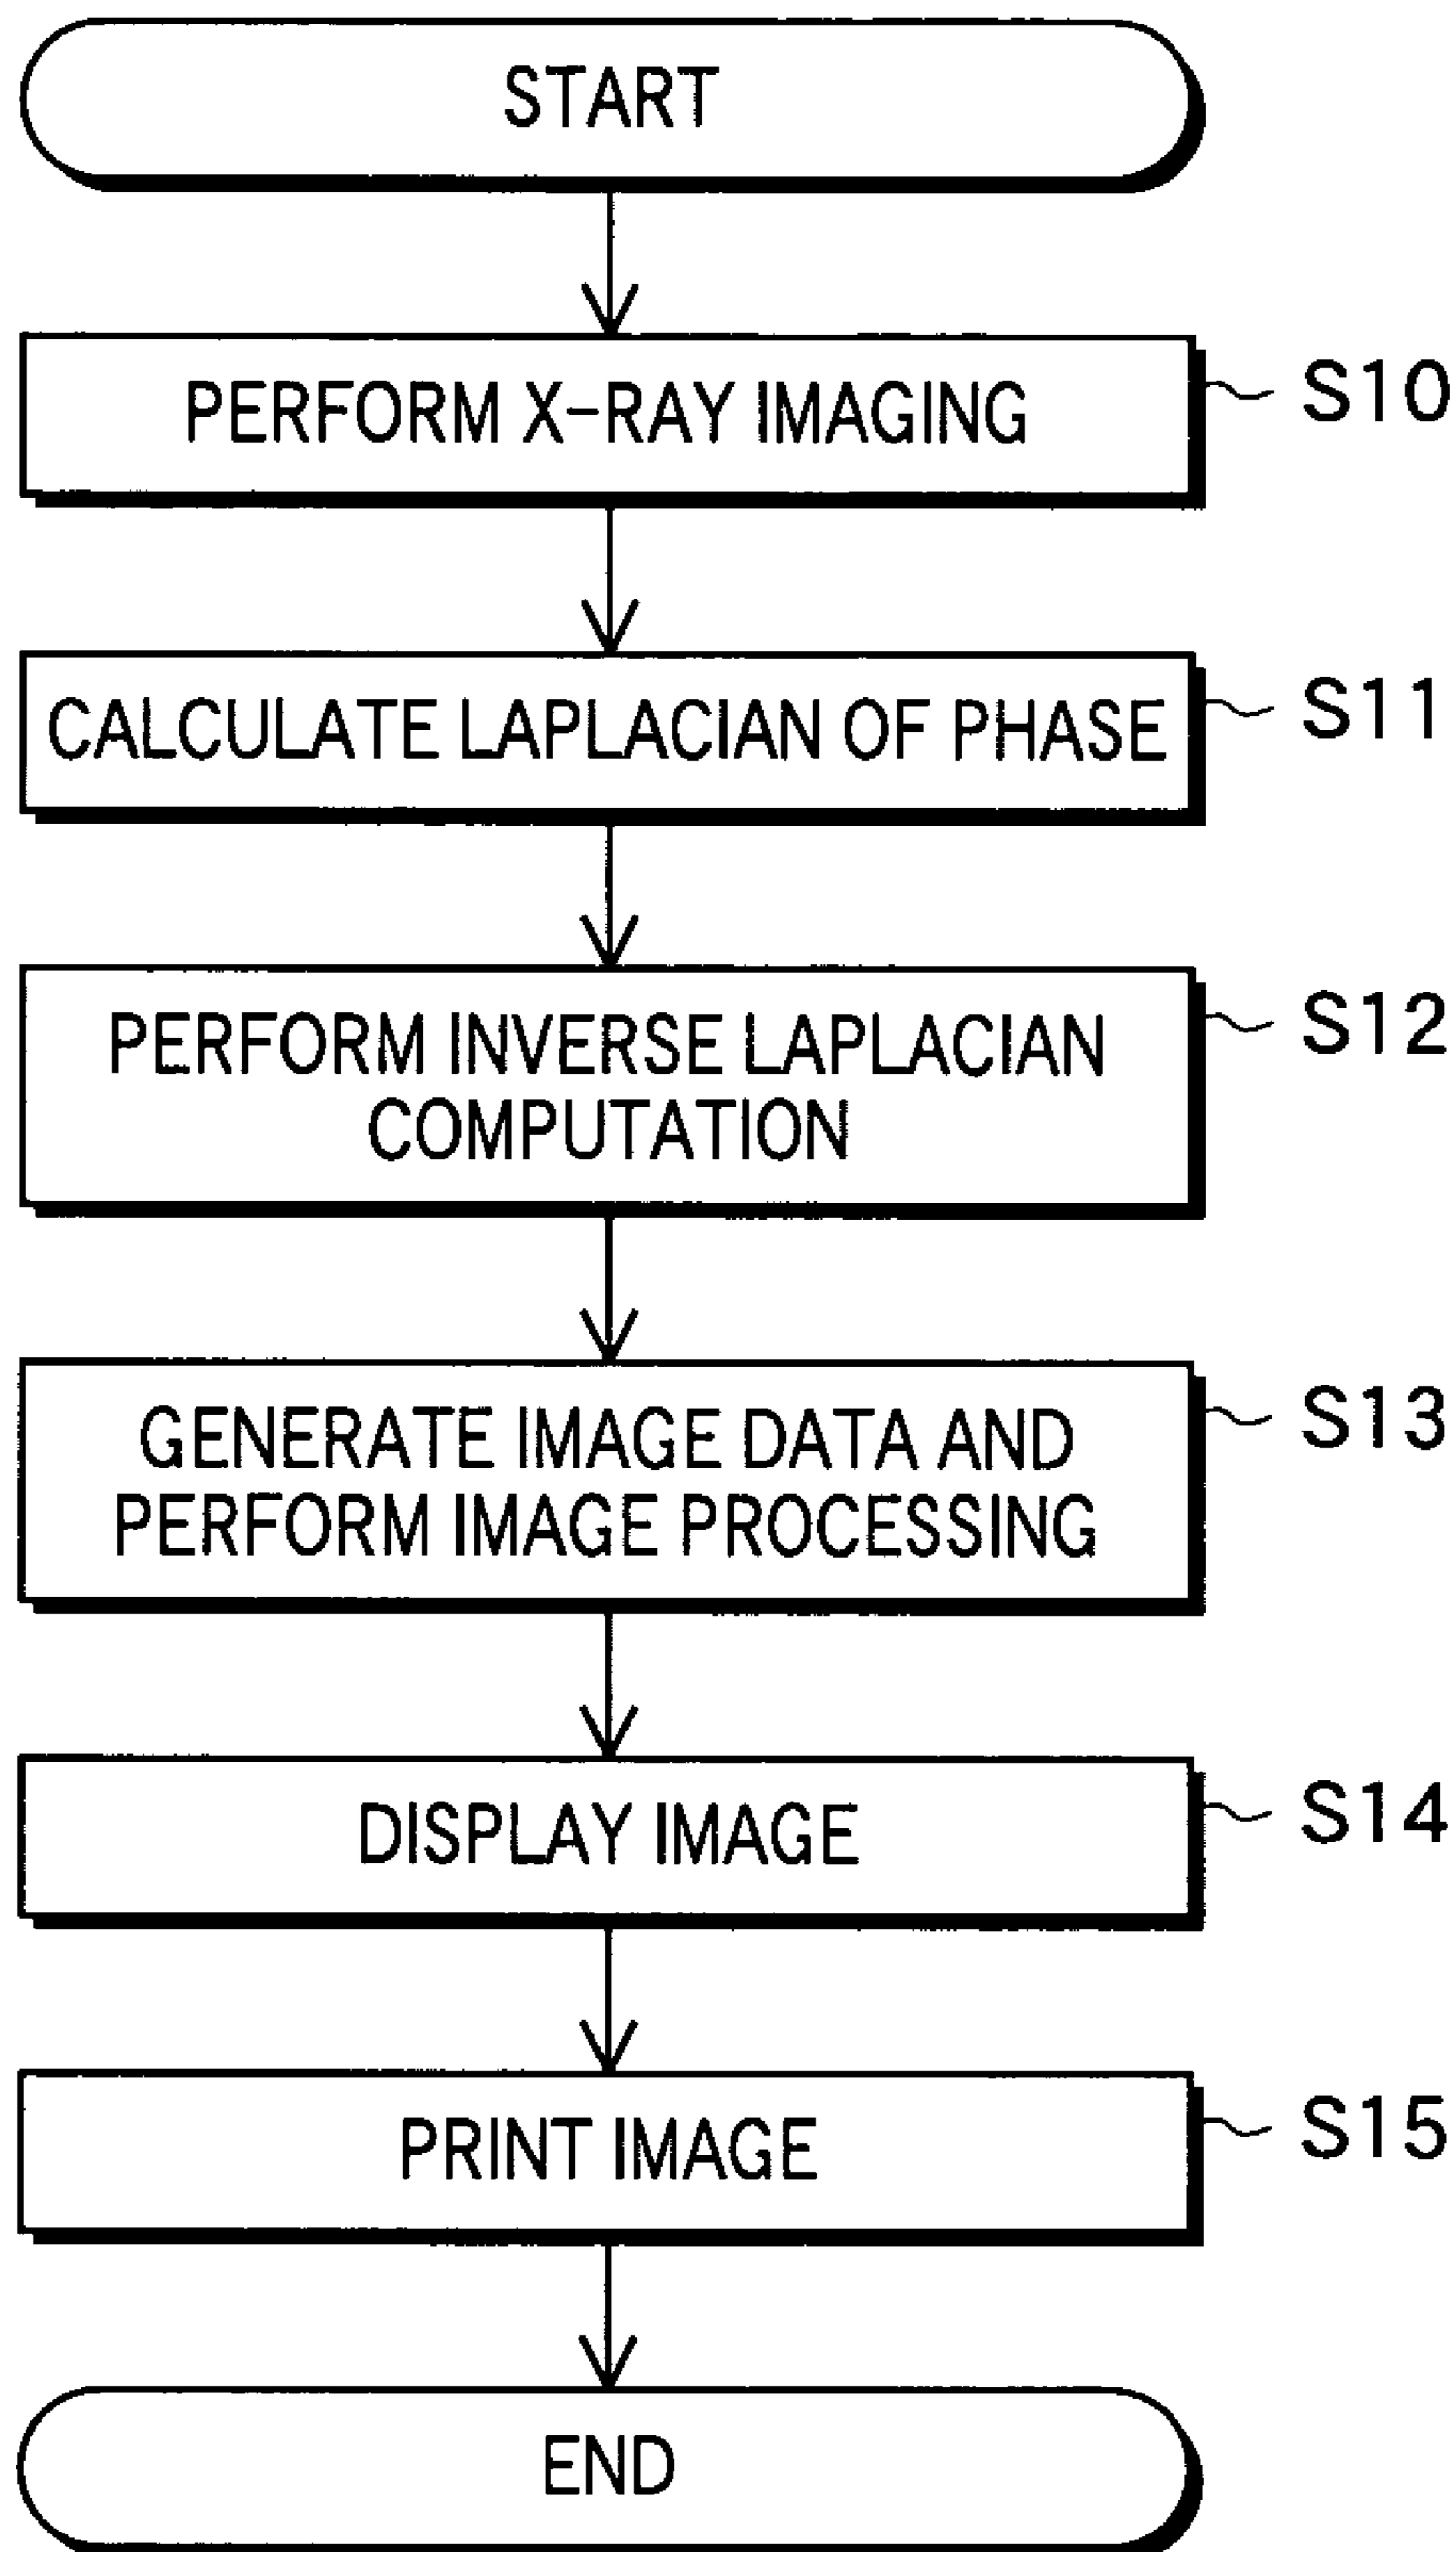 START
PERFORM X-RAY IMAGING
S10
CALCULATE LAPLACIAN OF PHASE
S11
PERFORM INVERSE LAPLACIAN
COMPUTATION
S12
GENERATE IMAGE DATA AND
PERFORM IMAGE PROCESSING
S13
DISPLAY IMAGE
S14
PRINT IMAGE
S15
END